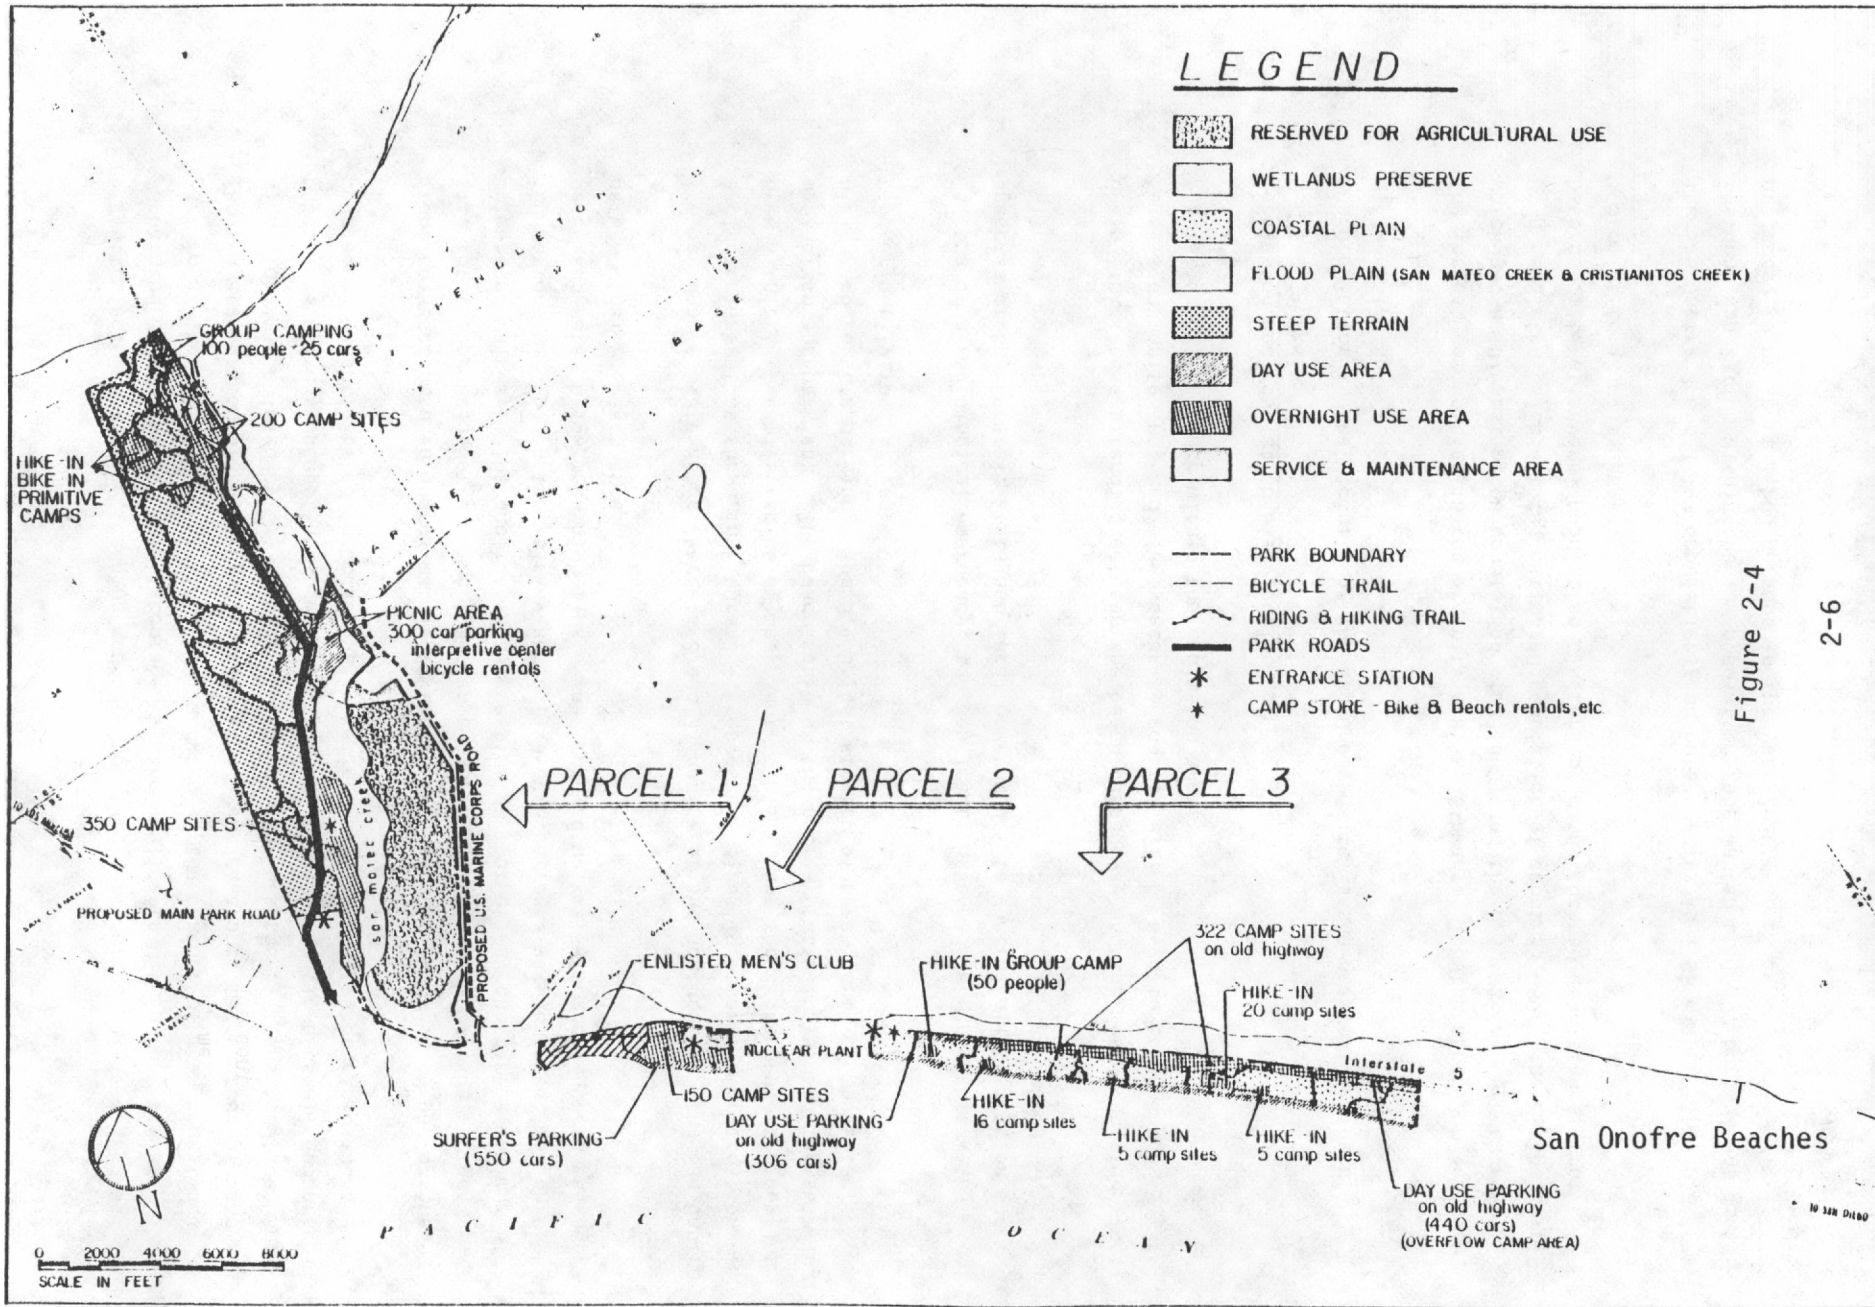 LEGEND
RESERVED FOR AGRICULTURAL USE
WETLANDS PRESERVE
COASTAL PLAIN
FLOOD PLAIN (SAN MATEO CREEK & CRISTIANITOS CREEK)
STEEP TERRAIN
DAY USE AREA
OVERNIGHT USE AREA
SERVICE & MAINTENANCE AREA
PARK BOUNDARY
BICYCLE TRAIL
RIDING & HIKING TRAIL
PARK ROADS
ENTRANCE STATION
CAMP STORE - Bike & Beach rentals, etc.
Figure 2-4
2-6
CAMP PENDLETON
MARINE CORPS BASE
GROUP CAMPING
100 people - 25 cars
200 CAMP SITES
HIKE-IN
BIKE IN
PRIMITIVE
CAMPS
PICNIC AREA
300 car parking
interpretive center
bicycle rentals
350 CAMP SITES
PROPOSED MAIN PARK ROAD
san mateo creek
PROPOSED U.S. MARINE CORPS ROAD
PARCEL 1
PARCEL 2
PARCEL 3
ENLISTED MEN'S CLUB
NUCLEAR PLANT
150 CAMP SITES
SURFER'S PARKING
(550 cars)
DAY USE PARKING
on old highway
(306 cars)
HIKE-IN GROUP CAMP
(50 people)
322 CAMP SITES
on old highway
HIKE-IN
20 camp sites
HIKE-IN
16 camp sites
HIKE IN
5 camp sites
HIKE-IN
5 camp sites
Interstate 5
San Onofre Beaches
DAY USE PARKING
on old highway
(440 cars)
(OVERFLOW CAMP AREA)
TO SAN DIEGO
PACIFIC OCEAN
N
0 2000 4000 6000 8000
SCALE IN FEET